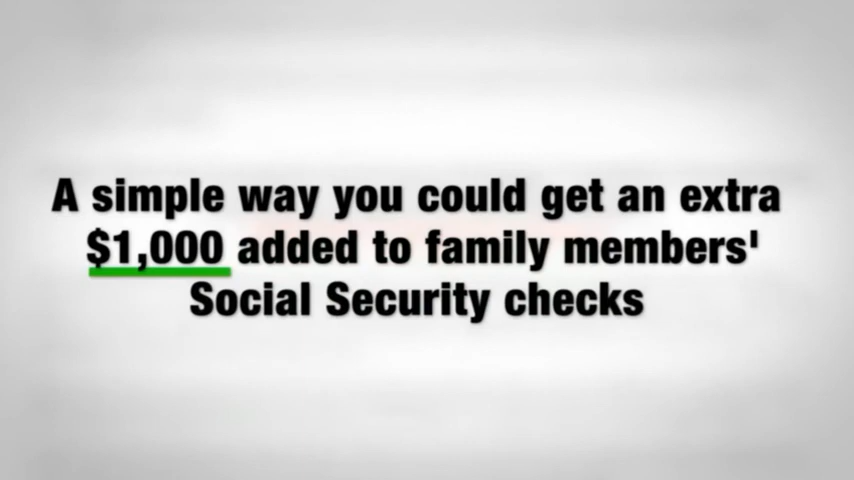 A simple way you could get an extra
$1,000 added to family members'
Social Security checks